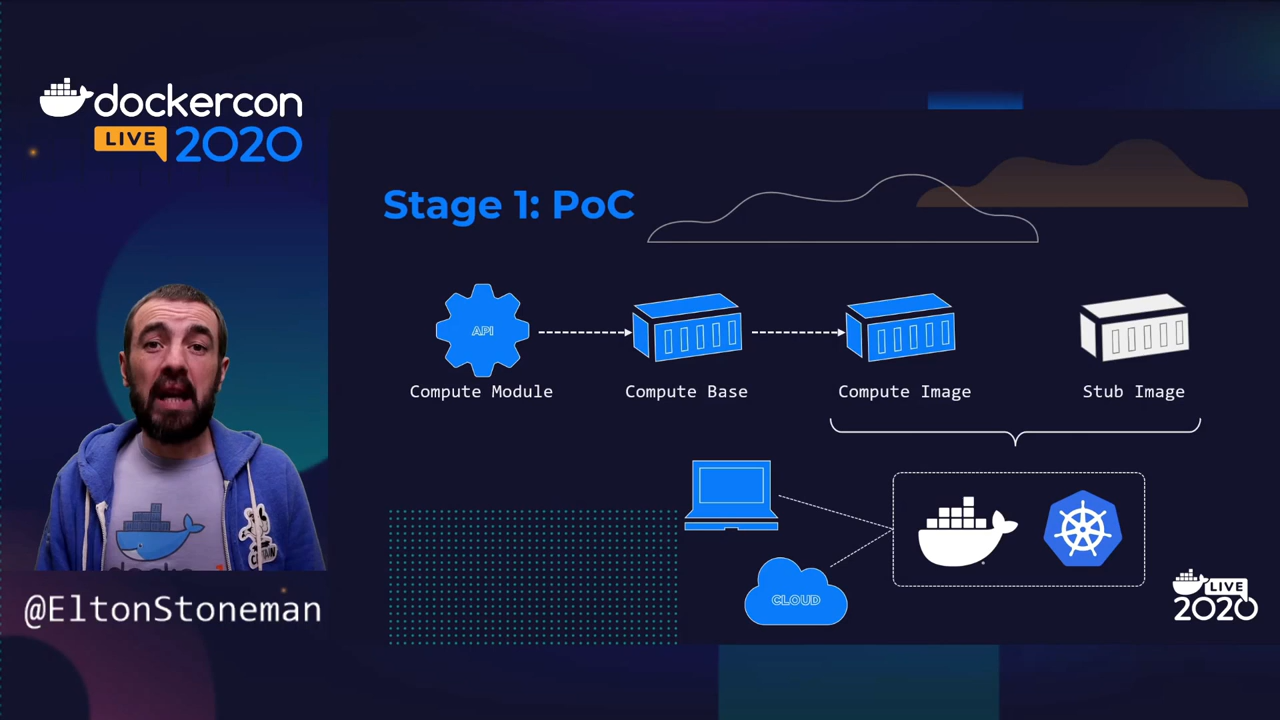 dockercon
LIVE 2020
Stage 1: PoC
API
Compute Module
Compute Base
Compute Image
Stub Image
CLOUD
@EltonStoneman
LIVE
2020